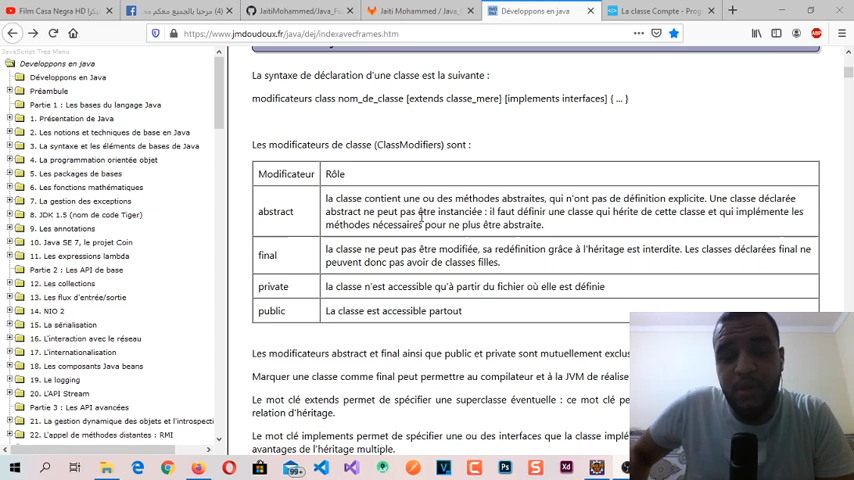 Film Casa Negra HD
(4) مرحبا بالجميع معكم
JaitiMohammed/Java_Fo
Jaiti Mohammed / Java_
Développons en java
La classe Compte - Prog
https://www.jmdoudoux.fr/java/dej/indexavecframes.htm
ABP
JavaScript Tree Menu
Developpons en java
Développons en Java
Préambule
Partie 1 : Les bases du langage Java
1. Présentation de Java
2. Les notions et techniques de base en Java
3. La syntaxe et les éléments de bases de Java
4. La programmation orientée objet
5. Les packages de base
6. Les fonctions mathématiques
7. La gestion des exceptions
8. JDK 1.5 (nom de code Tiger)
9. Les annotations
10. Java SE 7, le projet Coin
11. Les expressions lambda
Partie 2 : Les API de base
12. Les collections
13. Les flux d'entrée/sortie
14. NIO 2
15. La sérialisation
16. L'interaction avec le réseau
17. L'internationalisation
18. Les composants Java beans
19. Le logging
20. L'API Stream
Partie 3 : Les API avancées
21. La gestion dynamique des objets et l'introspecti
22. L'appel de méthodes distantes : RMI
La syntaxe de déclaration d'une classe est la suivante :
modificateurs class nom_de_classe [extends classe_mere] [implements interfaces] { ... }
Les modificateurs de classe (ClassModifiers) sont :
Modificateur Rôle
abstract la classe contient une ou des méthodes abstraites, qui n'ont pas de définition explicite. Une classe déclarée
abstract ne peut pas être instanciée : il faut définir une classe qui hérite de cette classe et qui implémente les
méthodes nécessaires pour ne plus être abstraite.
final la classe ne peut pas être modifiée, sa redéfinition grâce à l'héritage est interdite. Les classes déclarées final ne
peuvent donc pas avoir de classes filles.
private la classe n'est accessible qu'à partir du fichier où elle est définie
public La classe est accessible partout
Les modificateurs abstract et final ainsi que public et private sont mutuellement exclus
Marquer une classe comme final peut permettre au compilateur et à la JVM de réalise
Le mot clé extends permet de spécifier une superclasse éventuelle : ce mot clé pe
relation d'héritage.
Le mot clé implements permet de spécifier une ou des interfaces que la classe implé
avantages de l'héritage multiple.
99+
Ps
S
Xd